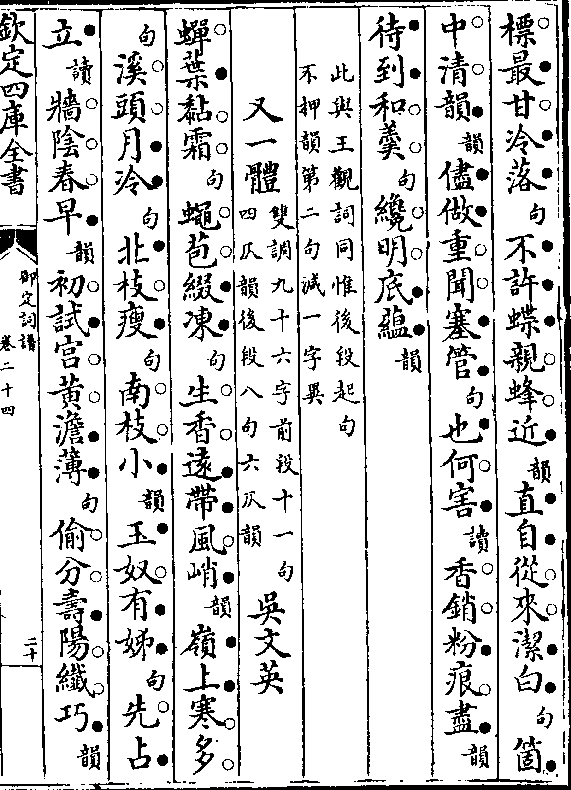 標最甘冷落句不許蝶親蜂近韻直自從來潔白句箇
中清韻韻儘做重聞塞管句也何害讀香銷粉痕盡韻
待到和羹句纔明底蘊韻
此與王觀詞同惟後段起句
不押韻第二句減一字異
又一體雙調九十六字前段十一句四仄韻後段八句六仄韻吳文英
蟬葉黏霜句蠅苞綴凍句生香遠帶風峭韻嶺上寒多
句溪頭月冷句北枝瘦句南枝小韻玉奴有姊句先占
立讀牆陰春早韻初試宫黃澹薄句偷分壽陽纖巧韻
欽定四庫全書
御定詞譜
卷二十四
二十